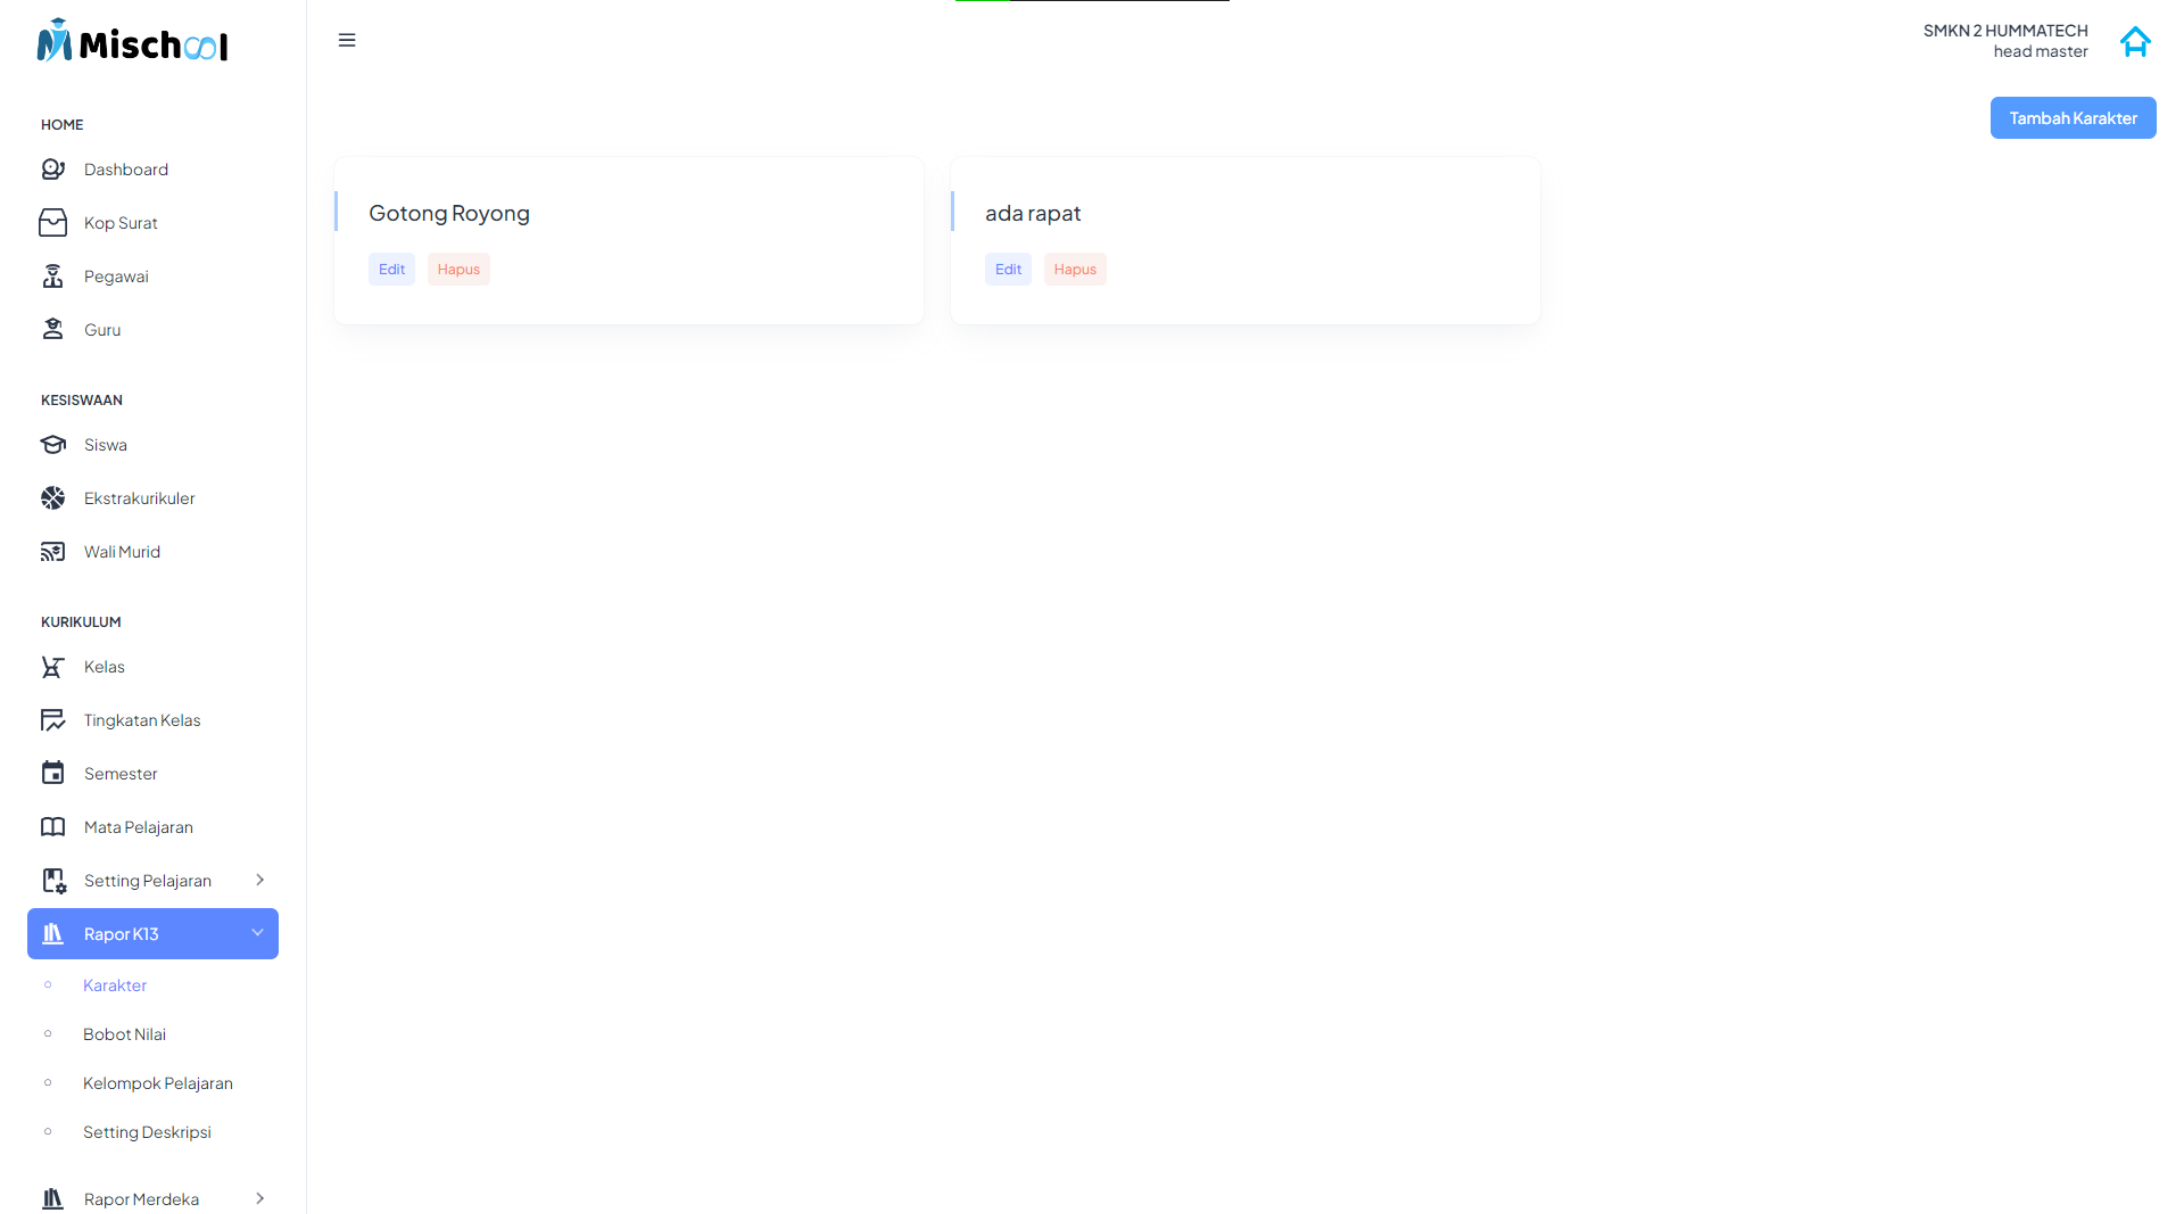 Mischool
SMKN 2 HUMMATECH
head master
Tambah Karakter
HOME
Dashboard
Kop Surat
Pegawai
Guru
KESISWAAN
Siswa
Ekstrakurikuler
Wali Murid
KURIKULUM
Kelas
Tingkatan Kelas
Semester
Mata Pelajaran
Setting Pelajaran
Rapor K13
Karakter
Bobot Nilai
Kelompok Pelajaran
Setting Deskripsi
Rapor Merdeka
Gotong Royong
Edit Hapus
ada rapat
Edit Hapus